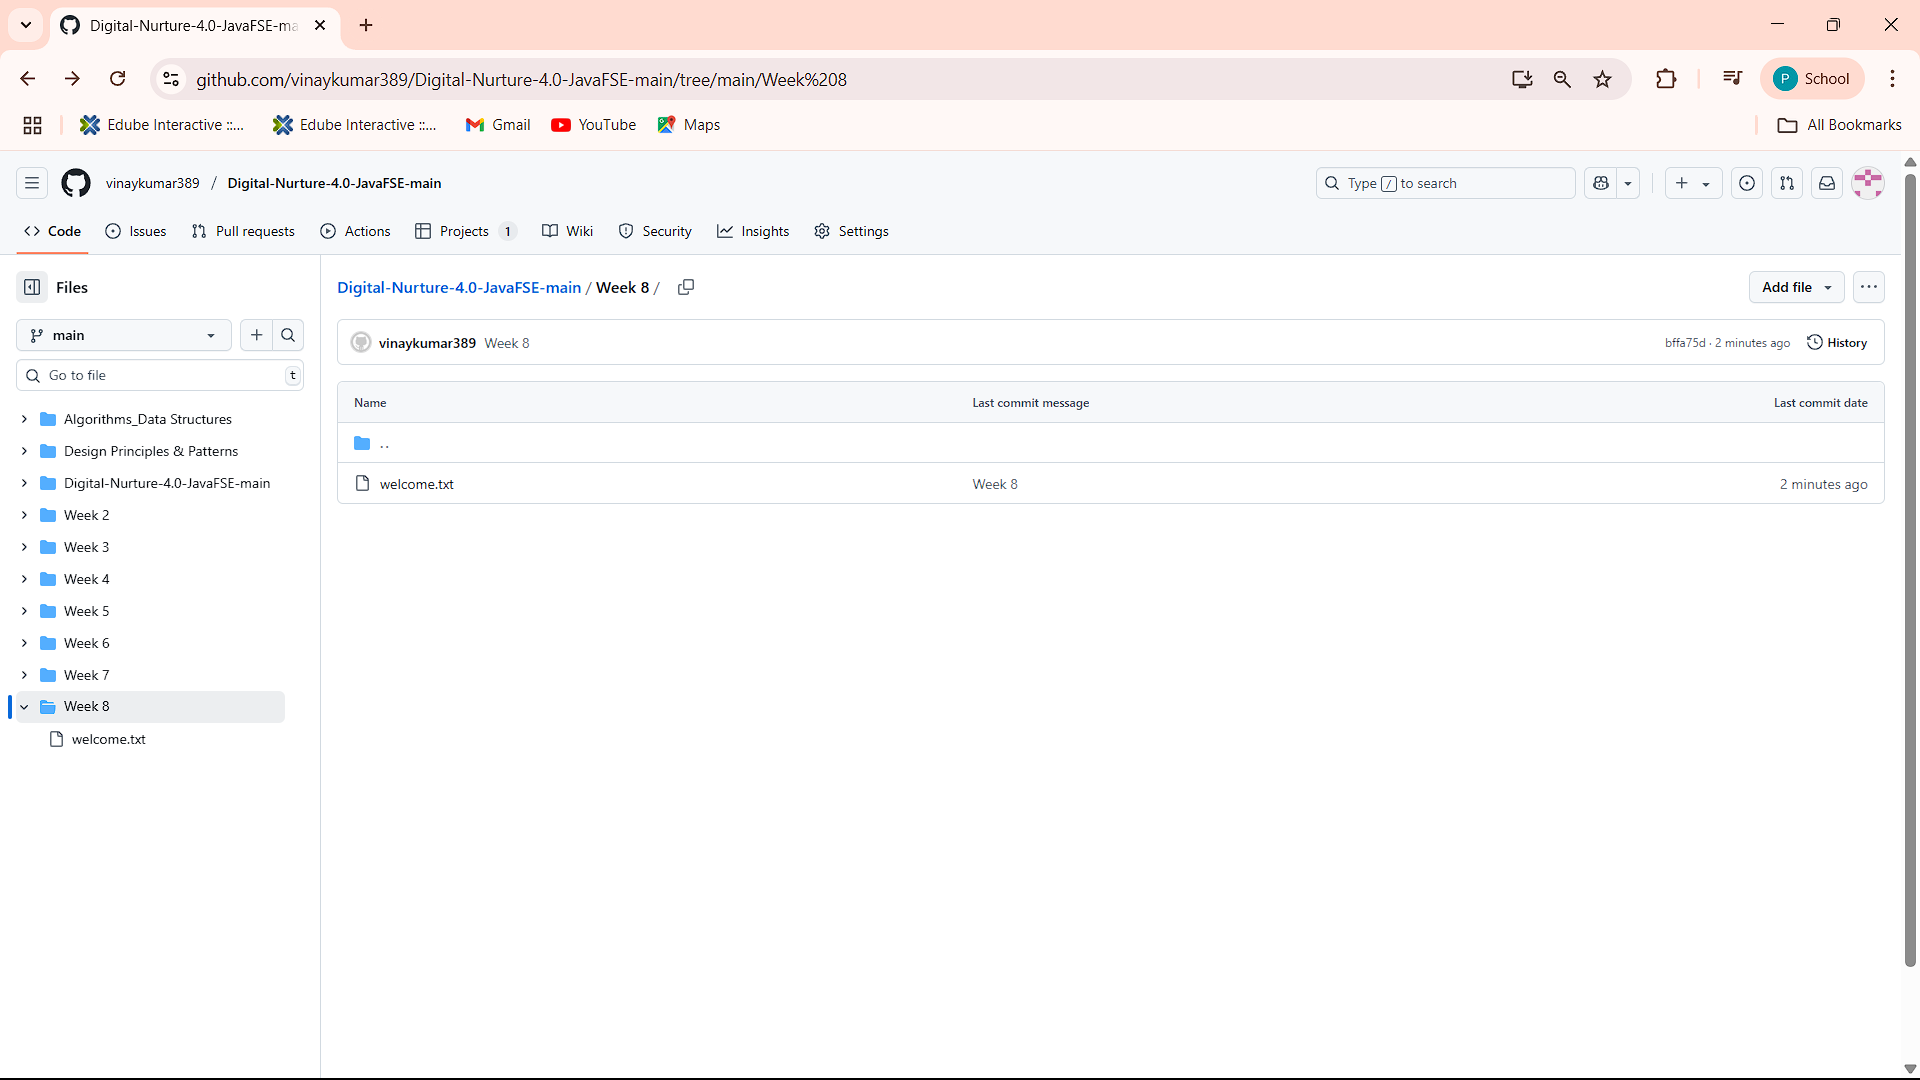 Digital-Nurture-4.0-JavaFSE-ma
github.com/vinaykumar389/Digital-Nurture-4.0-JavaFSE-main/tree/main/Week%208
P School
Edube Interactive ::... Edube Interactive ::... Gmail YouTube Maps All Bookmarks
vinaykumar389 / Digital-Nurture-4.0-JavaFSE-main Type / to search
Code Issues Pull requests Actions Projects 1 Wiki Security Insights Settings
Files
Digital-Nurture-4.0-JavaFSE-main / Week 8 /
Add file
main
vinaykumar389 Week 8 bffa75d · 2 minutes ago History
Go to file t
Name Last commit message Last commit date
..
welcome.txt Week 8 2 minutes ago
Algorithms_Data Structures
Design Principles & Patterns
Digital-Nurture-4.0-JavaFSE-main
Week 2
Week 3
Week 4
Week 5
Week 6
Week 7
Week 8
welcome.txt